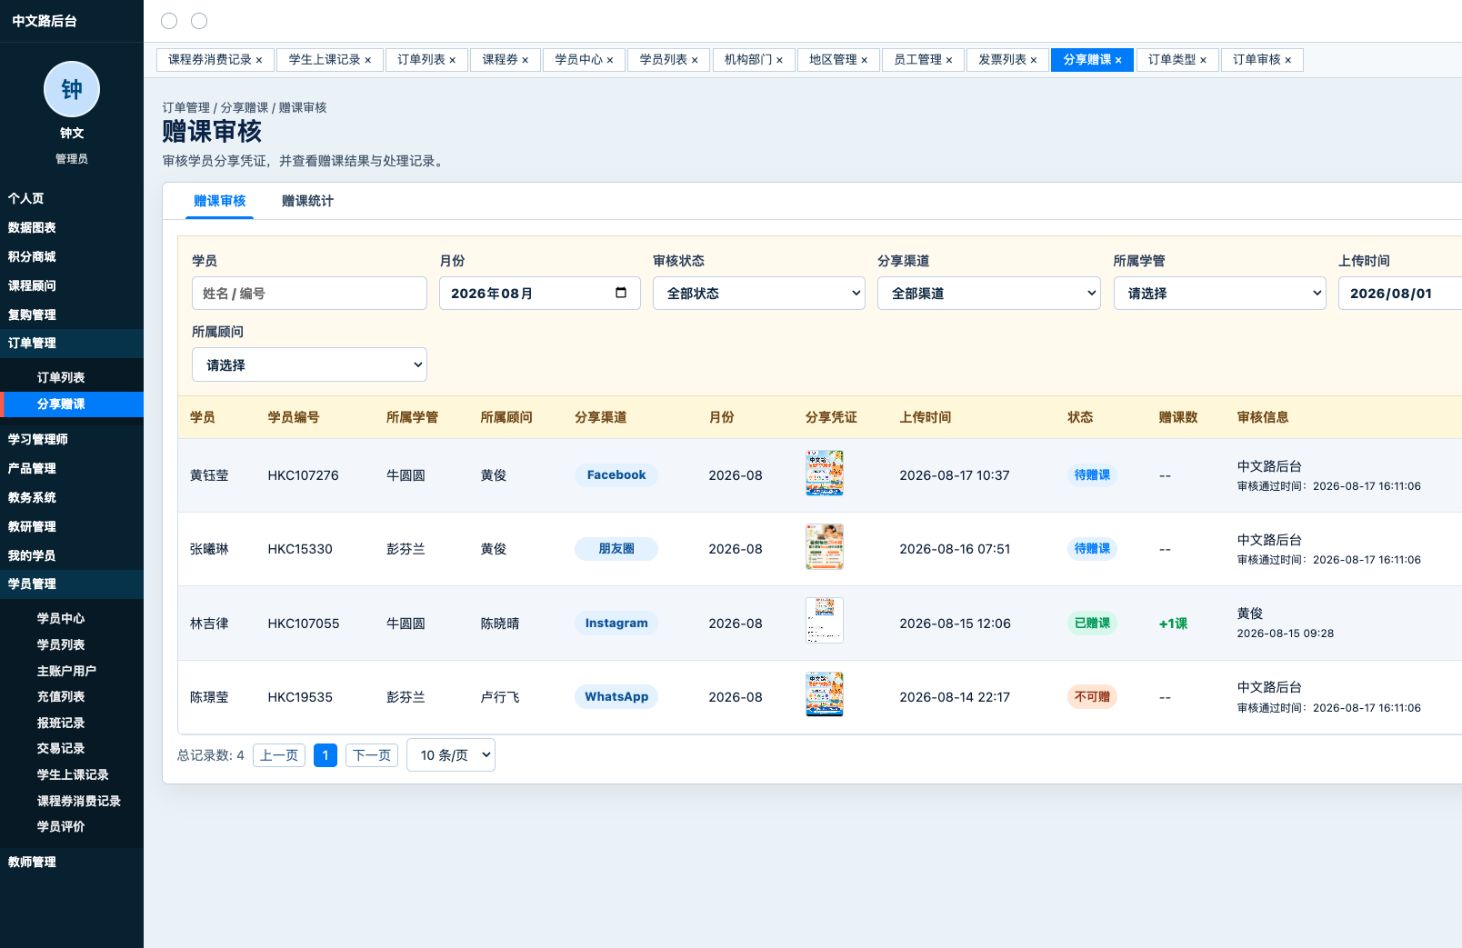 中文路后台
钟
钟文
管理员
个人页
数据图表
积分商城
课程顾问
复购管理
订单管理
订单列表
分享赠课
学习管理师
产品管理
教务系统
教研管理
我的学员
学员管理
学员中心
学员列表
主账户用户
充值列表
报班记录
交易记录
学生上课记录
课程券消费记录
学员评价
教师管理
课程券消费记录 × 学生上课记录 × 订单列表 × 课程券 × 学员中心 × 学员列表 × 机构部门 × 地区管理 × 员工管理 × 发票列表 × 分享赠课 × 订单类型 × 订单审核 ×
订单管理 / 分享赠课 / 赠课审核
赠课审核
审核学员分享凭证，并查看赠课结果与处理记录。
赠课审核 赠课统计
学员 月份 审核状态 分享渠道 所属学管 上传时间
姓名 / 编号 2026年08月 全部状态 全部渠道 请选择 2026/08/01
所属顾问
请选择
学员 学员编号 所属学管 所属顾问 分享渠道 月份 分享凭证 上传时间 状态 赠课数 审核信息
黄钰莹 HKC107276 牛圆圆 黄俊 Facebook 2026-08 2026-08-17 10:37 待赠课 -- 中文路后台
审核通过时间：2026-08-17 16:11:06
张曦琳 HKC15330 彭芬兰 黄俊 朋友圈 2026-08 2026-08-16 07:51 待赠课 -- 中文路后台
审核通过时间：2026-08-17 16:11:06
林吉律 HKC107055 牛圆圆 陈晓晴 Instagram 2026-08 2026-08-15 12:06 已赠课 +1课 黄俊
2026-08-15 09:28
陈璟莹 HKC19535 彭芬兰 卢行飞 WhatsApp 2026-08 2026-08-14 22:17 不可赠 -- 中文路后台
审核通过时间：2026-08-17 16:11:06
总记录数: 4 上一页 1 下一页 10 条/页